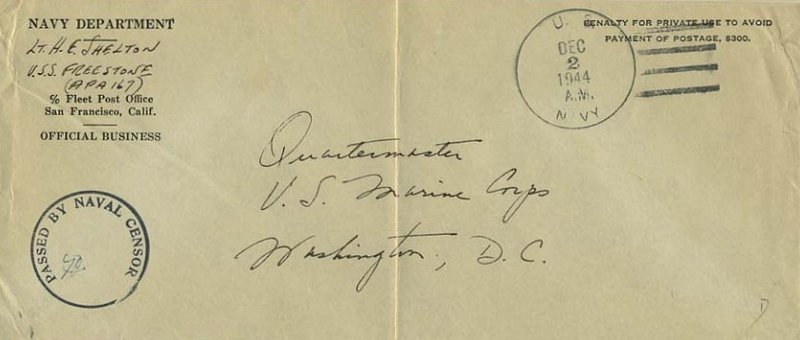 NAVY DEPARTMENT
LT. H. E. SHELTON
U.S.S. FREESTONE
(APA 167)
℅ Fleet Post Office
San Francisco, Calif.
OFFICIAL BUSINESS
PENALTY FOR PRIVATE USE TO AVOID
PAYMENT OF POSTAGE, $300.
U. S.
DEC
2
1944
A.M.
NAVY
Quartermaster
U. S. Marine Corps
Washington, D. C.
PASSED BY NAVAL CENSOR